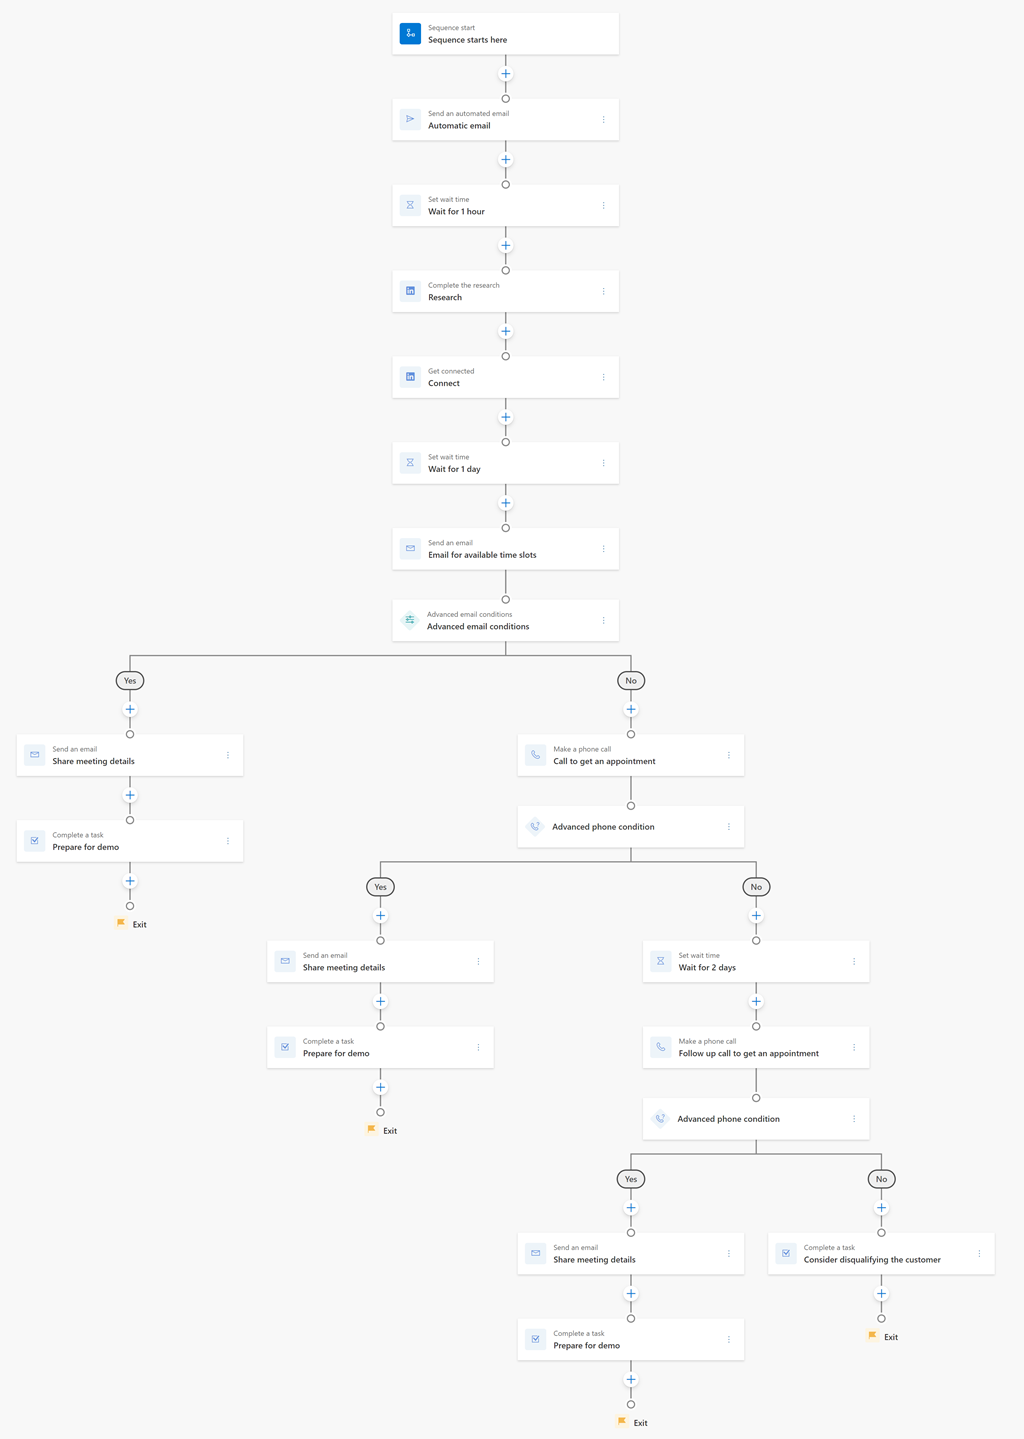 Sequence start
Sequence starts here
Send an automated email
Automatic email
Set wait time
Wait for 1 hour
Complete the research
Research
Get connected
Connect
Set wait time
Wait for 1 day
Send an email
Email for available time slots
Advanced email conditions
Advanced email conditions
Yes
No
Send an email
Share meeting details
Make a phone call
Call to get an appointment
Complete a task
Prepare for demo
Advanced phone condition
Yes
No
Exit
Send an email
Share meeting details
Set wait time
Wait for 2 days
Complete a task
Prepare for demo
Make a phone call
Follow up call to get an appointment
Exit
Advanced phone condition
Yes
No
Send an email
Share meeting details
Complete a task
Consider disqualifying the customer
Complete a task
Prepare for demo
Exit
Exit